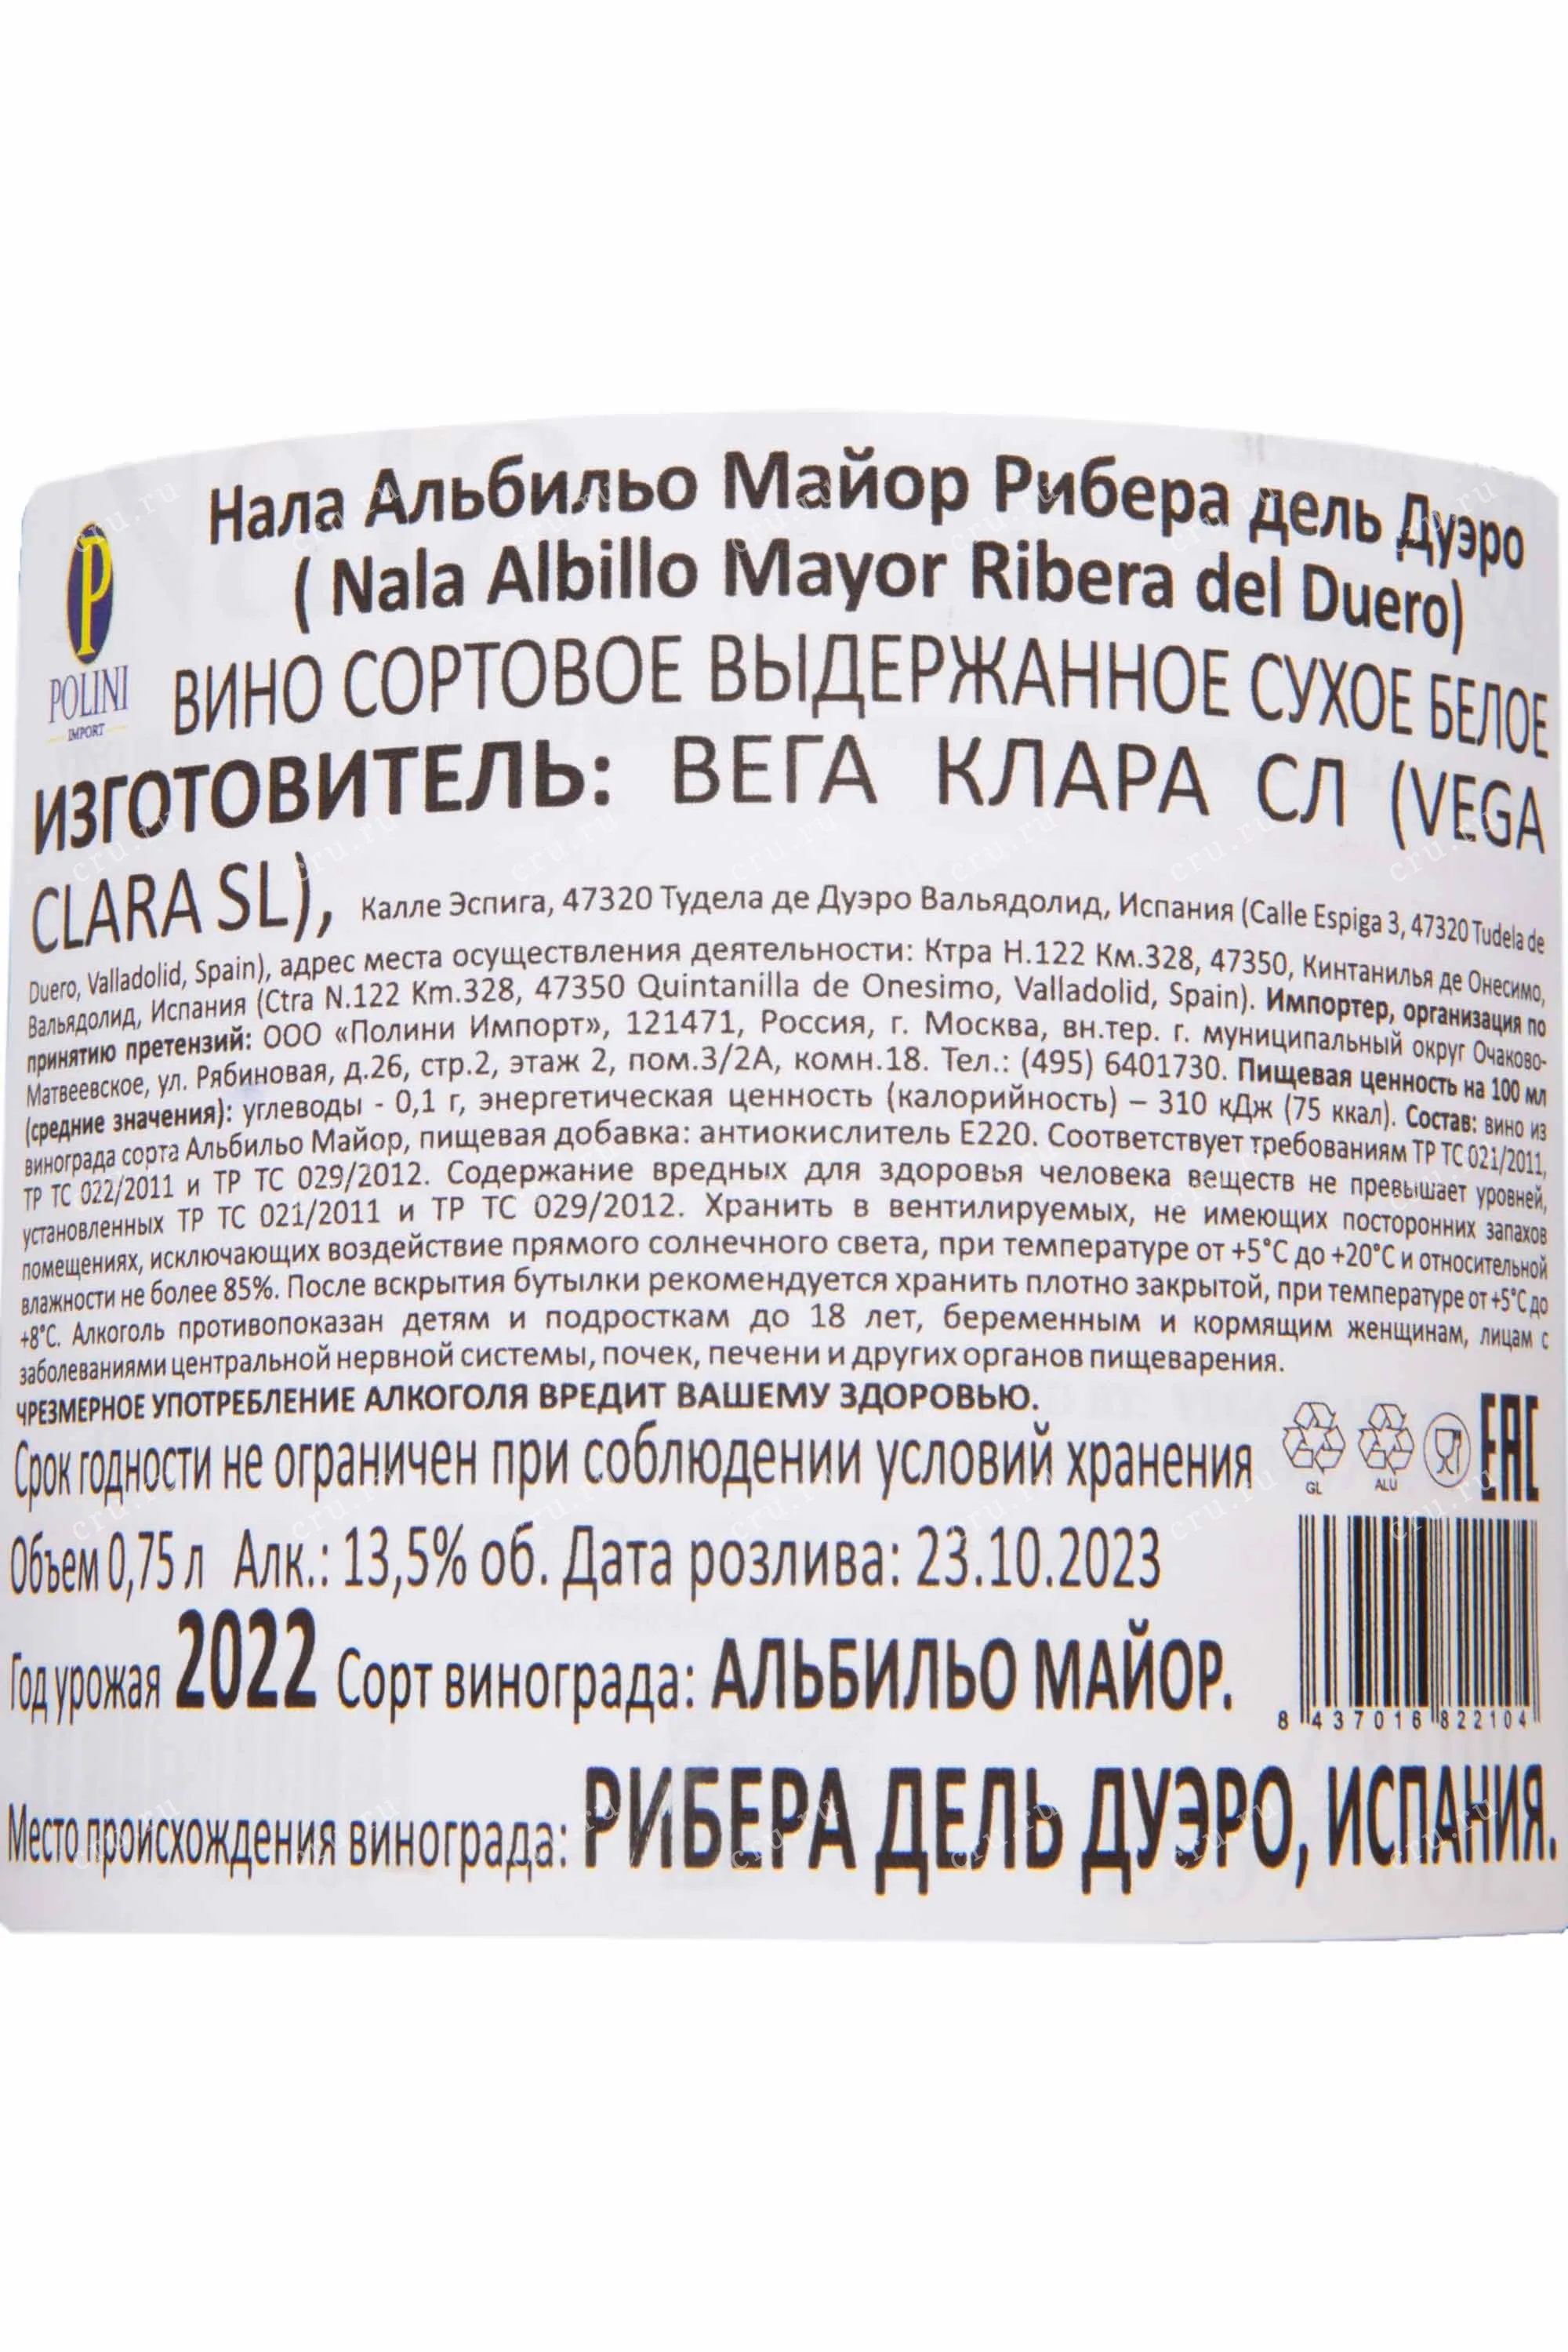 Нала Альбильо Майор Рибера дель Дуэро
( Nala Albillo Mayor Ribera del Duero)
P
POLINI
IMPORT
ВИНО СОРТОВОЕ ВЫДЕРЖАННОЕ СУХОЕ БЕЛОЕ
ИЗГОТОВИТЕЛЬ: ВЕГА КЛАРА СЛ (VEGA
CLARA SL), Калле Эспига, 47320 Тудела де Дуэро Вальядолид, Испания (Calle Espiga 3, 47320 Tudela de
Duero, Valladolid, Spain), адрес места осуществления деятельности: Ктра Н.122 Км.328, 47350, Кинтанилья де Онесимо,
Вальядолид, Испания (Ctra N.122 Km.328, 47350 Quintanilla de Onesimo, Valladolid, Spain). Импортер, организация по
принятию претензий: ООО «Полини Импорт», 121471, Россия, г. Москва, вн.тер. г. муниципальный округ Очаково-
Матвеевское, ул. Рябиновая, д.26, стр.2, этаж 2, пом.3/2А, комн.18. Тел.: (495) 6401730. Пищевая ценность на 100 мл
(средние значения): углеводы - 0,1 г, энергетическая ценность (калорийность) – 310 кДж (75 ккал). Состав: вино из
винограда сорта Альбильо Майор, пищевая добавка: антиокислитель Е220. Соответствует требованиям ТР ТС 021/2011,
ТР ТС 022/2011 и ТР ТС 029/2012. Содержание вредных для здоровья человека веществ не превышает уровней,
установленных ТР ТС 021/2011 и ТР ТС 029/2012. Хранить в вентилируемых, не имеющих посторонних запахов
помещениях, исключающих воздействие прямого солнечного света, при температуре от +5°С до +20°С и относительной
влажности не более 85%. После вскрытия бутылки рекомендуется хранить плотно закрытой, при температуре от +5°С до
+8°С. Алкоголь противопоказан детям и подросткам до 18 лет, беременным и кормящим женщинам, лицам с
заболеваниями центральной нервной системы, почек, печени и других органов пищеварения.
ЧРЕЗМЕРНОЕ УПОТРЕБЛЕНИЕ АЛКОГОЛЯ ВРЕДИТ ВАШЕМУ ЗДОРОВЬЮ.
Срок годности не ограничен при соблюдении условий хранения
GL ALU EAC
Объем 0,75 л Алк.: 13,5% об. Дата розлива: 23.10.2023
Год урожая 2022 Сорт винограда: АЛЬБИЛЬО МАЙОР.
8 437016 822104
Место происхождения винограда: РИБЕРА ДЕЛЬ ДУЭРО, ИСПАНИЯ.
cru.ru